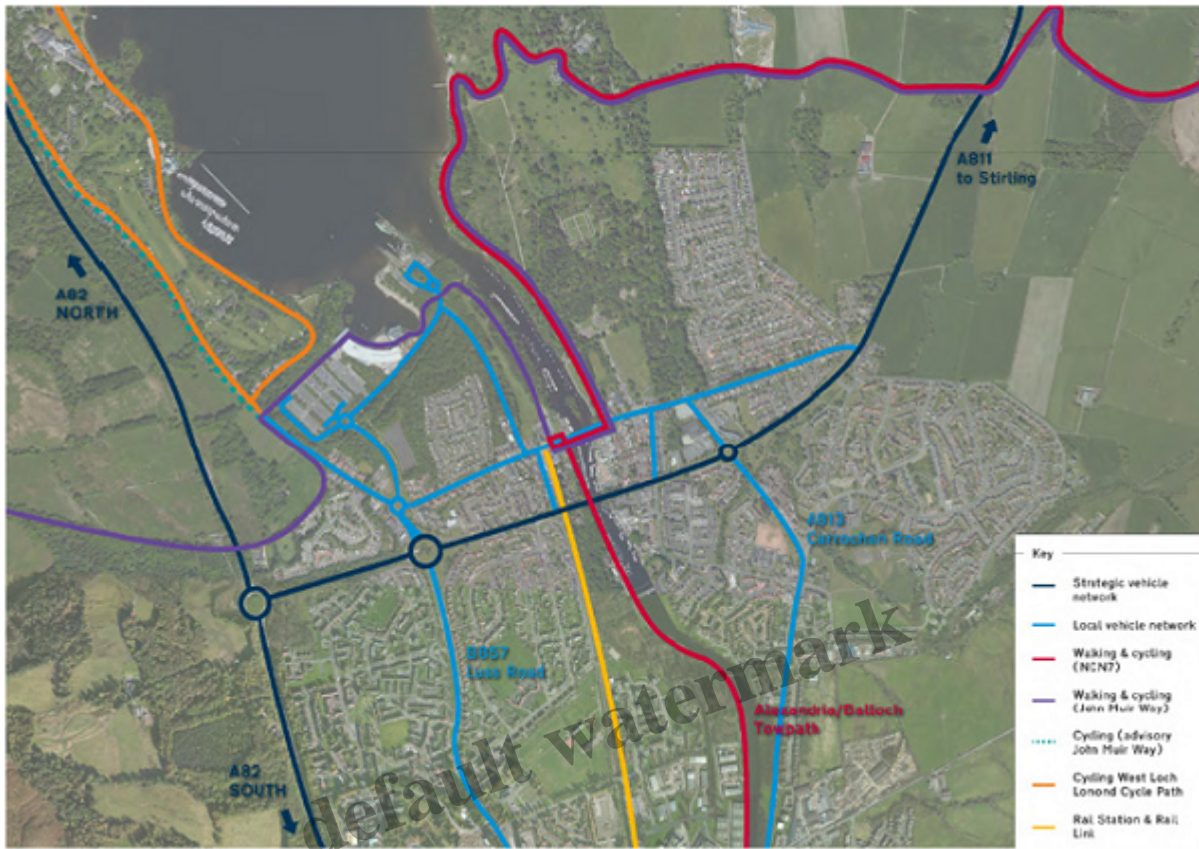 A811
to Stirling
A82
NORTH
A813
Carrochan Road
B857
Luss Road
Alexandria/Balloch
Towpath
A82
SOUTH
default watermark
Key
Strategic vehicle
network
Local vehicle network
Walking & cycling
(NCN7)
Walking & cycling
(John Muir Way)
Cycling (advisory
John Muir Way)
Cycling West Loch
Lomond Cycle Path
Rail Station & Rail
Link